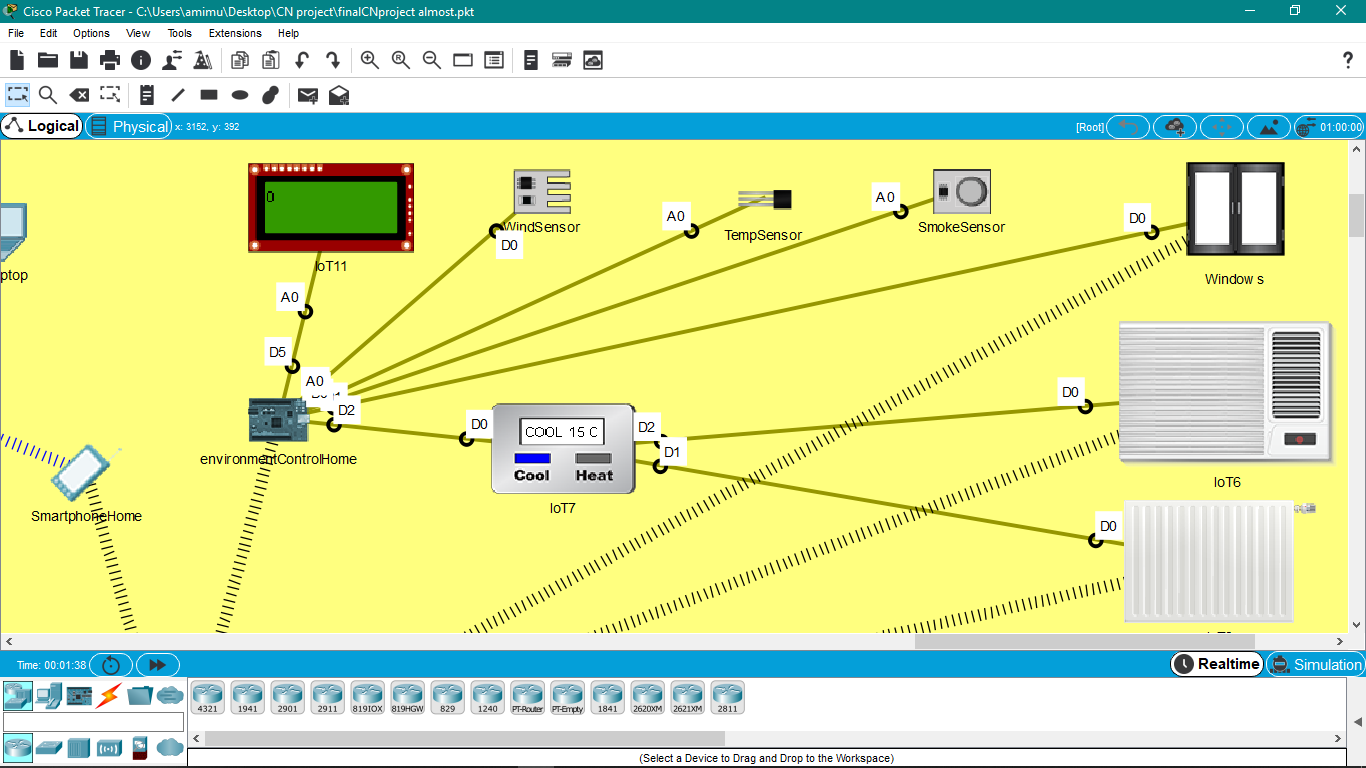 Cisco Packet Tracer - C:\Users\amimu\Desktop\CN project\finalCNproject almost.pkt
File Edit Options View Tools Extensions Help
?
Logical Physical x: 3152, y: 392 [Root] 01:00:00
0
IoT11
WindSensor
D0
A0
TempSensor
A0
SmokeSensor
D0
Window s
ptop
A0
D5
A0
D2
environmentControlHome
SmartphoneHome
D0
COOL 15 C
Cool Heat
IoT7
D2
D1
D0
IoT6
D0
Time: 00:01:38 Realtime Simulation
4321 1941 2901 2911 819IOX 819HGW 829 1240 PT-Router PT-Empty 1841 2620XM 2621XM 2811
(Select a Device to Drag and Drop to the Workspace)